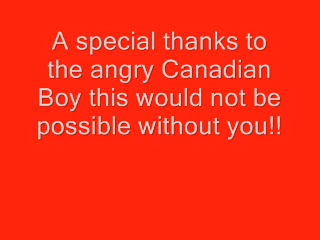 A special thanks to
the angry Canadian
Boy this would not be
possible without you!!